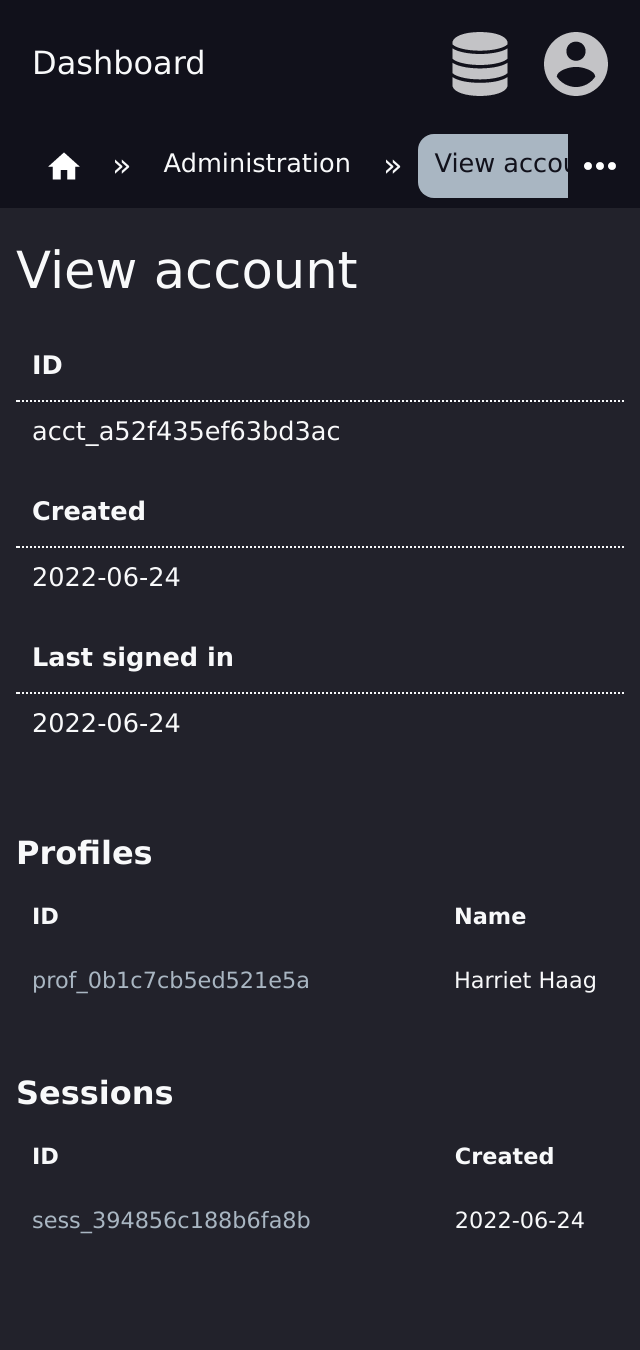 Dashboard
» Administration » View accou
View account
ID
acct_a52f435ef63bd3ac
Created
2022-06-24
Last signed in
2022-06-24
Profiles
ID Name
prof_0b1c7cb5ed521e5a Harriet Haag
Sessions
ID Created
sess_394856c188b6fa8b 2022-06-24